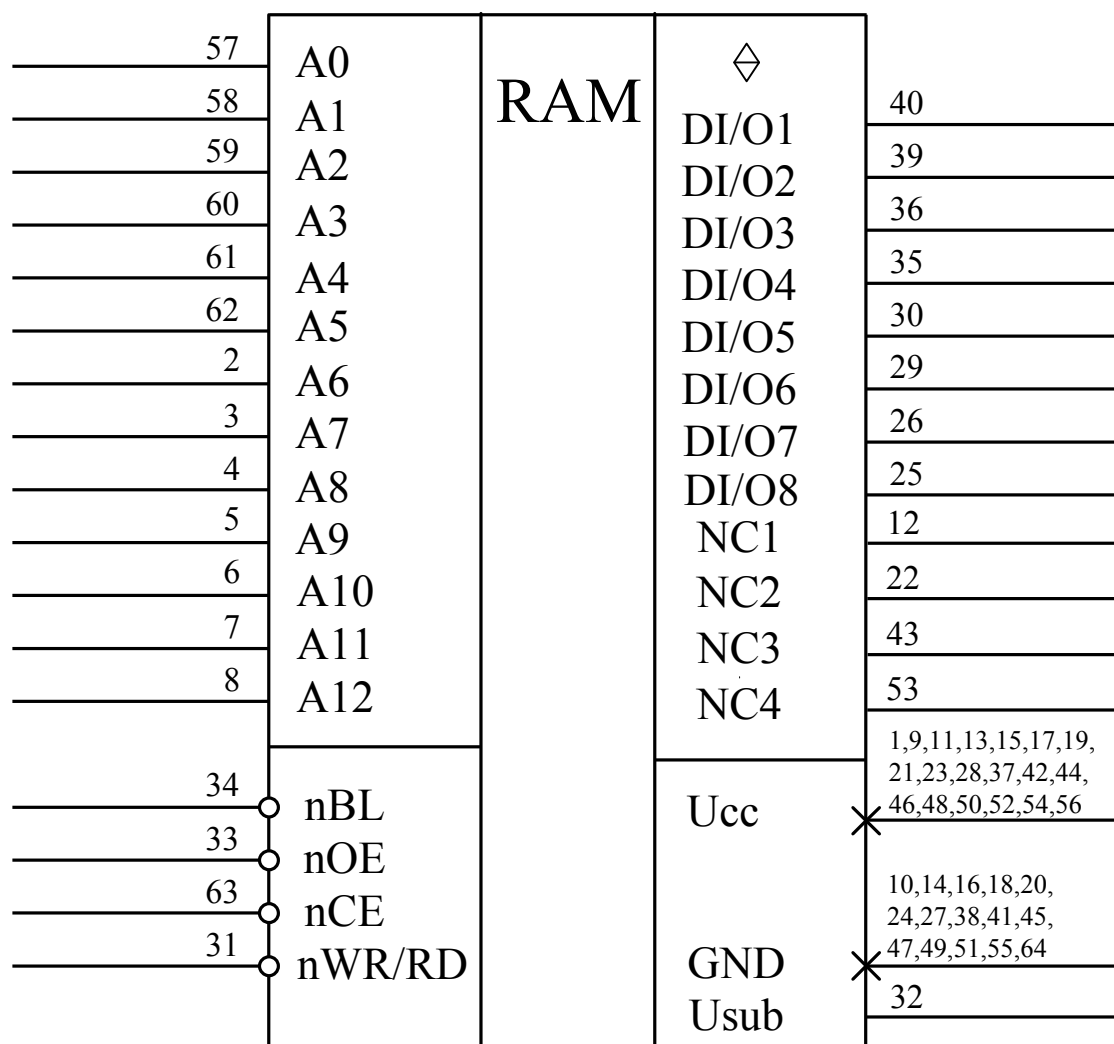 57 A0
58 A1
59 A2
60 A3
61 A4
62 A5
2 A6
3 A7
4 A8
5 A9
6 A10
7 A11
8 A12
34 nBL
33 nOE
63 nCE
31 nWR/RD
RAM
DI/O1 40
DI/O2 39
DI/O3 36
DI/O4 35
DI/O5 30
DI/O6 29
DI/O7 26
DI/O8 25
NC1 12
NC2 22
NC3 43
NC4 53
Ucc
1,9,11,13,15,17,19,
21,23,28,37,42,44,
46,48,50,52,54,56
GND
10,14,16,18,20,
24,27,38,41,45,
47,49,51,55,64
Usub 32